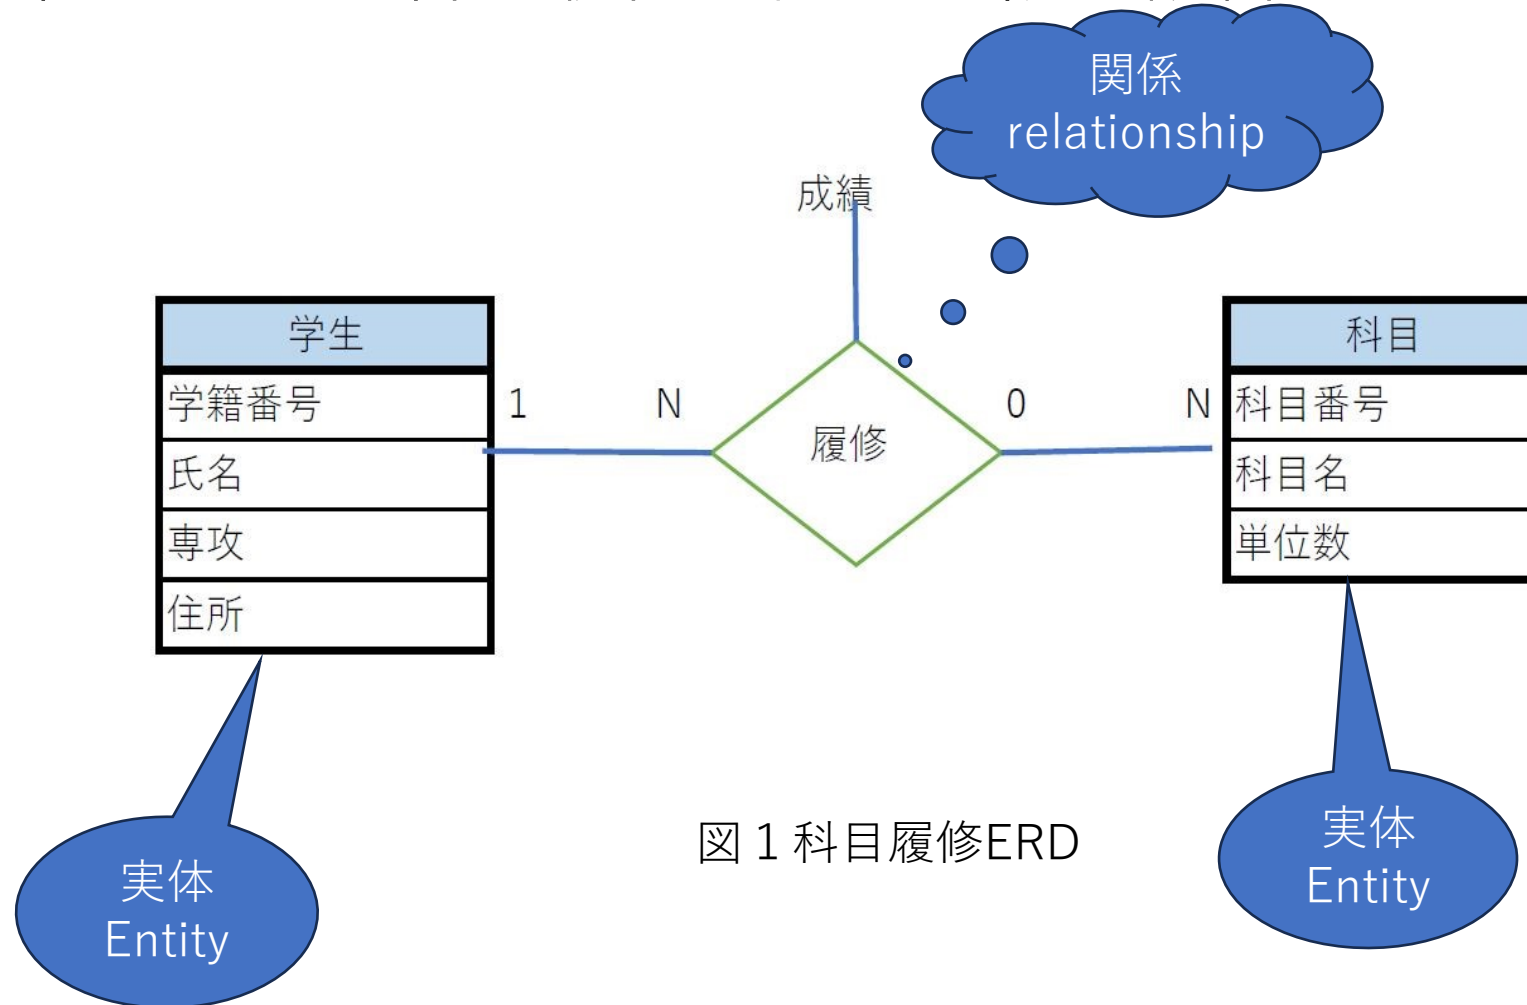 関係
relationship
成績
学生
学籍番号
氏名
専攻
住所
1 N
履修
0 N
科目
科目番号
科目名
単位数
実体
Entity
図1科目履修ERD
実体
Entity